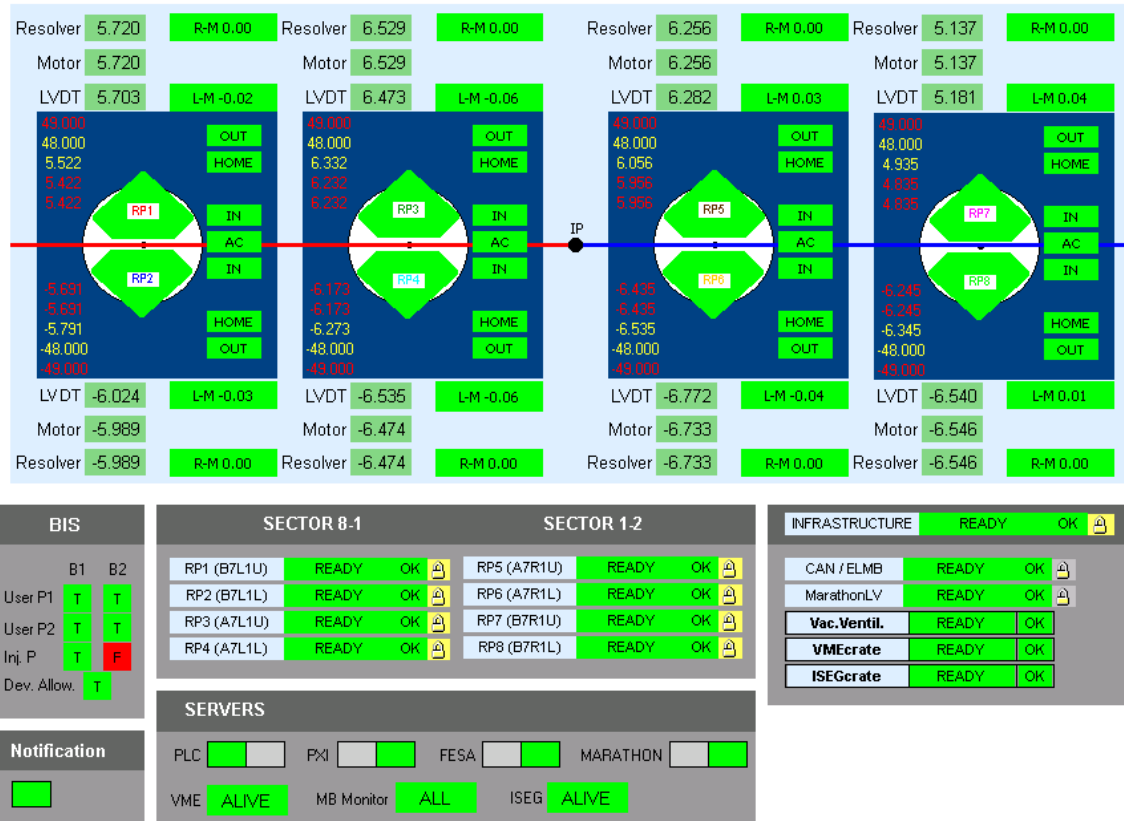 Resolver 5.720 R-M 0.00 Resolver 6.529 R-M 0.00 Resolver 6.256 R-M 0.00 Resolver 5.137 R-M 0.00
Motor 5.720 Motor 6.529 Motor 6.256 Motor 5.137
LVDT 5.703 L-M -0.02 LVDT 6.473 L-M -0.06 LVDT 6.282 L-M 0.03 LVDT 5.181 L-M 0.04
49.000 49.000 49.000 49.000
48.000 OUT 48.000 OUT 48.000 OUT 48.000 OUT
5.522 HOME 6.332 HOME 6.056 HOME 4.935 HOME
5.422 6.232 5.956 4.835
5.422 6.232 5.956 4.835
RP1 IN RP3 IN RP5 IN RP7 IN
IP
AC AC AC AC
RP2 IN RP4 IN RP6 IN RP8 IN
-5.691 -6.173 -6.435 -6.245
-5.691 -6.173 -6.435 -6.245
-5.791 HOME -6.273 HOME -6.535 HOME -6.345 HOME
-48.000 OUT -48.000 OUT -48.000 OUT -48.000 OUT
-49.000 -49.000 -49.000 -49.000
LVDT -6.024 L-M -0.03 LVDT -6.535 L-M -0.06 LVDT -6.772 L-M -0.04 LVDT -6.540 L-M 0.01
Motor -5.989 Motor -6.474 Motor -6.733 Motor -6.546
Resolver -5.989 R-M 0.00 Resolver -6.474 R-M 0.00 Resolver -6.733 R-M 0.00 Resolver -6.546 R-M 0.00
BIS
B1 B2
User P1 T T
User P2 T T
Inj. P T F
Dev. Allow. T
Notification
SECTOR 8-1 SECTOR 1-2
RP1 (B7L1U) READY OK RP5 (A7R1U) READY OK
RP2 (B7L1L) READY OK RP6 (A7R1L) READY OK
RP3 (A7L1U) READY OK RP7 (B7R1U) READY OK
RP4 (A7L1L) READY OK RP8 (B7R1L) READY OK
SERVERS
PLC PXI FESA MARATHON
VME ALIVE MB Monitor ALL ISEG ALIVE
INFRASTRUCTURE READY OK
CAN / ELMB READY OK
MarathonLV READY OK
Vac.Ventil. READY OK
VMEcrate READY OK
ISEGcrate READY OK